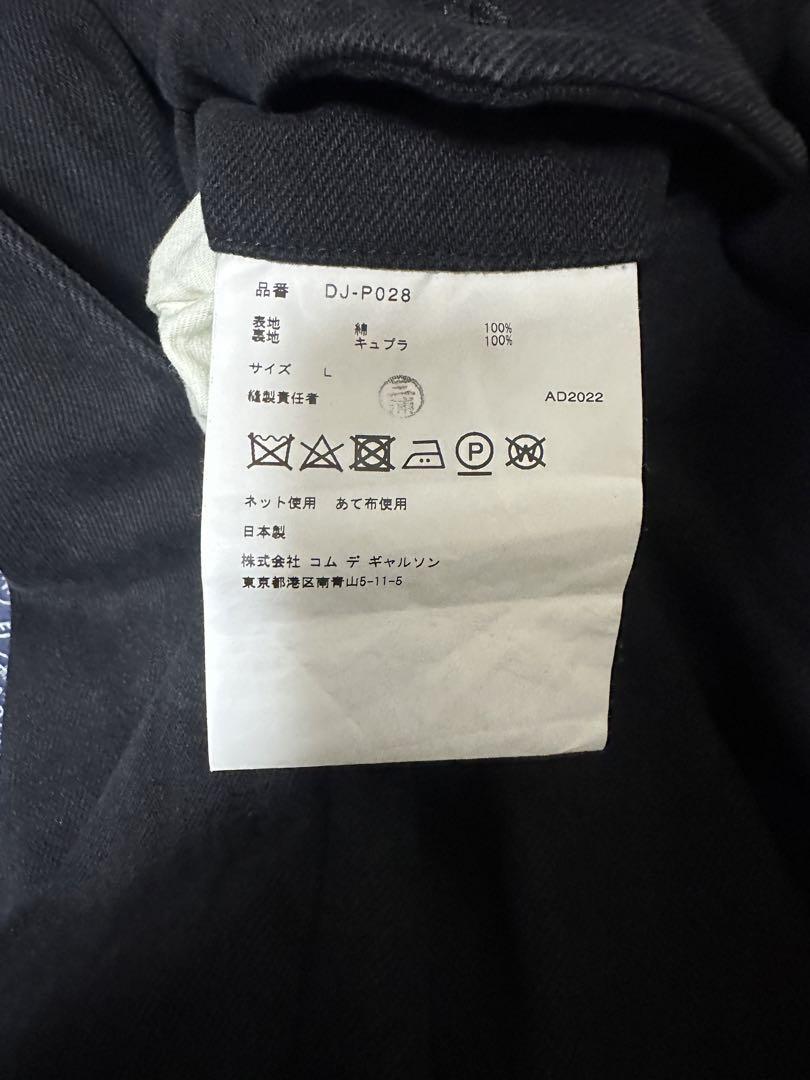 品番 DJ-P028
表地 綿 100%
裏地 キュプラ 100%
サイズ L
縫製責任者 三浦 AD2022
P W
ネット使用 あて布使用
日本製
株式会社 コム デ ギャルソン
東京都港区南青山5-11-5